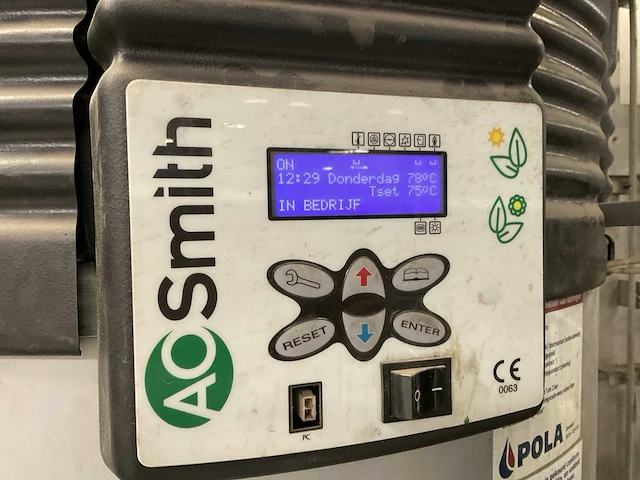 AO Smith
ON
12:29 Donderdag 78°C
Tset 75°C
IN BEDRIJF
RESET
ENTER
PC
CE
0063
POLA